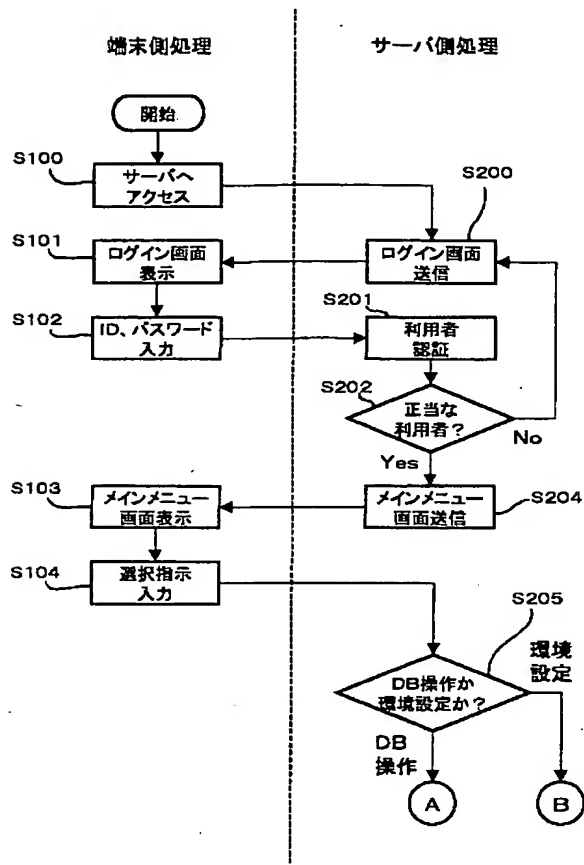 端末側処理
サーバ側処理
開始
S100
サーバへ
アクセス
S200
S101
ログイン画面
表示
ログイン画面
送信
S102
ID、パスワード
入力
S201
利用者
認証
S202
正当な
利用者?
No
Yes
S103
メインメニュー
画面表示
メインメニュー
画面送信
S204
S104
選択指示
入力
S205
DB操作か
環境設定か?
環境
設定
DB
操作
A
B